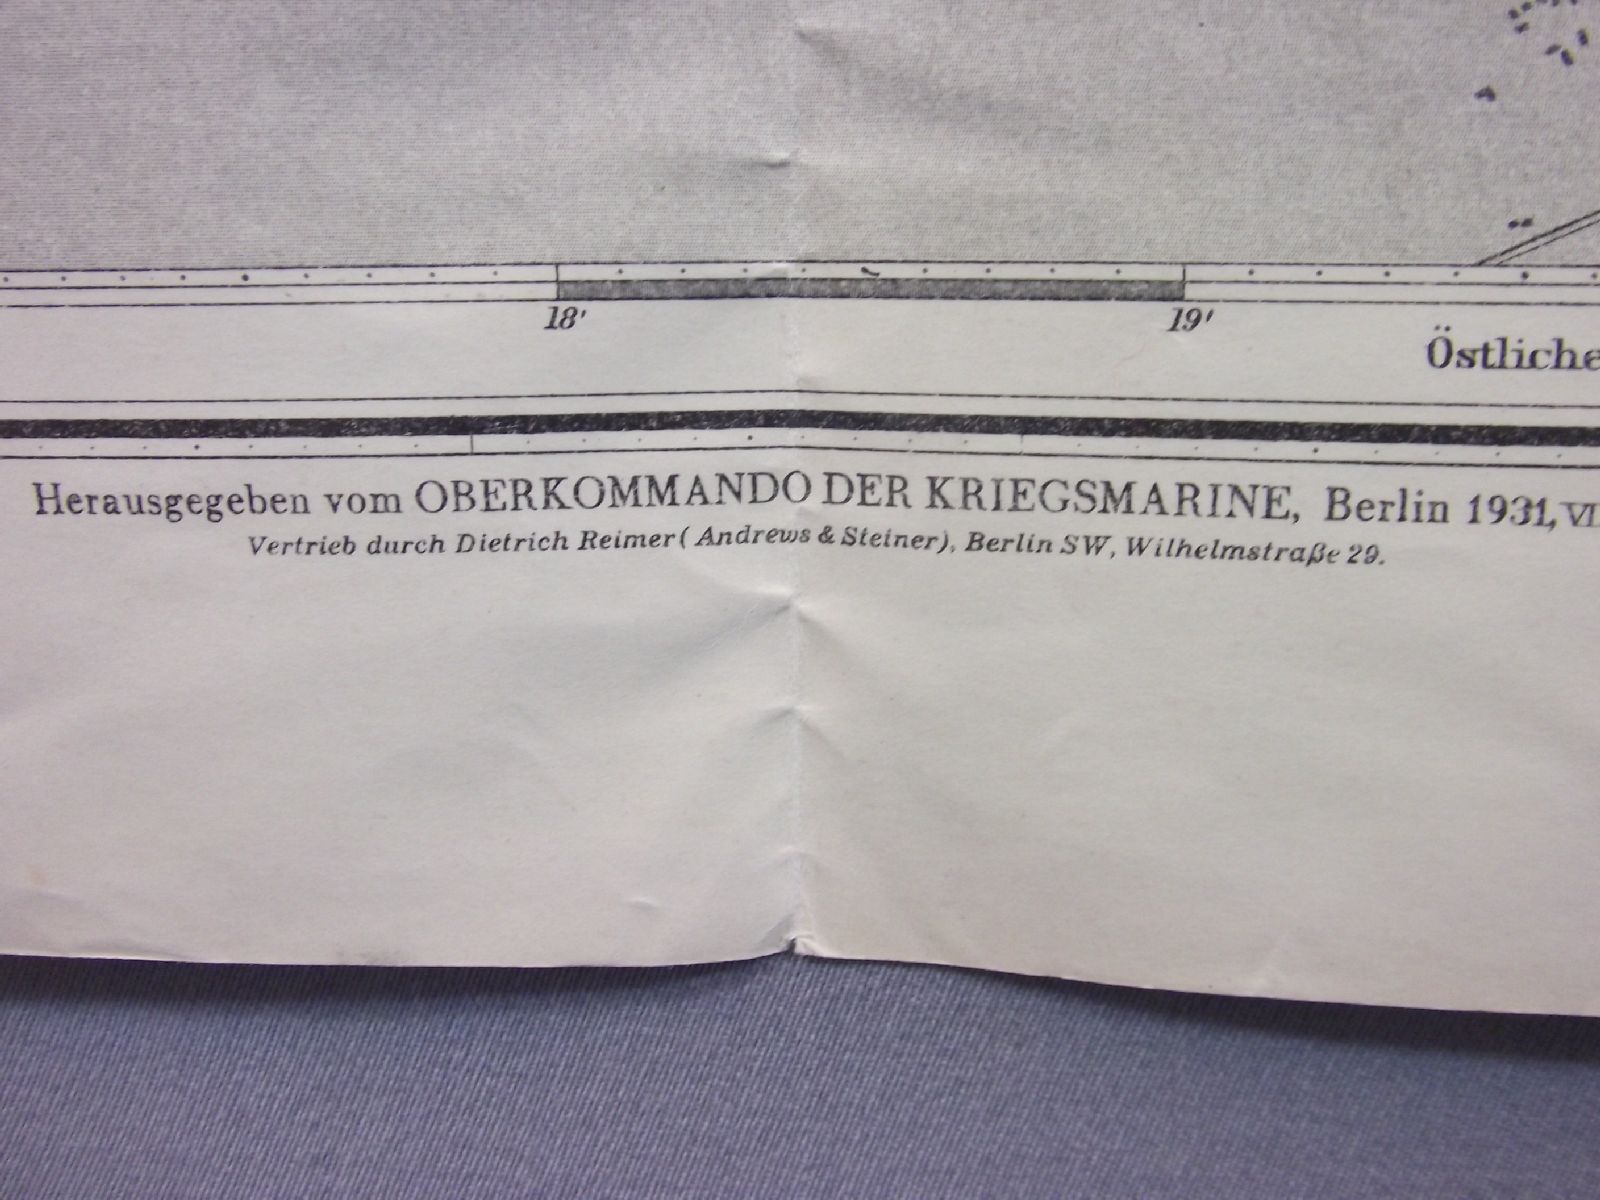 18' 19'
Östliche
Herausgegeben vom OBERKOMMANDO DER KRIEGSMARINE, Berlin 1931, VI
Vertrieb durch Dietrich Reimer (Andrews & Steiner), Berlin SW, Wilhelmstraße 29.